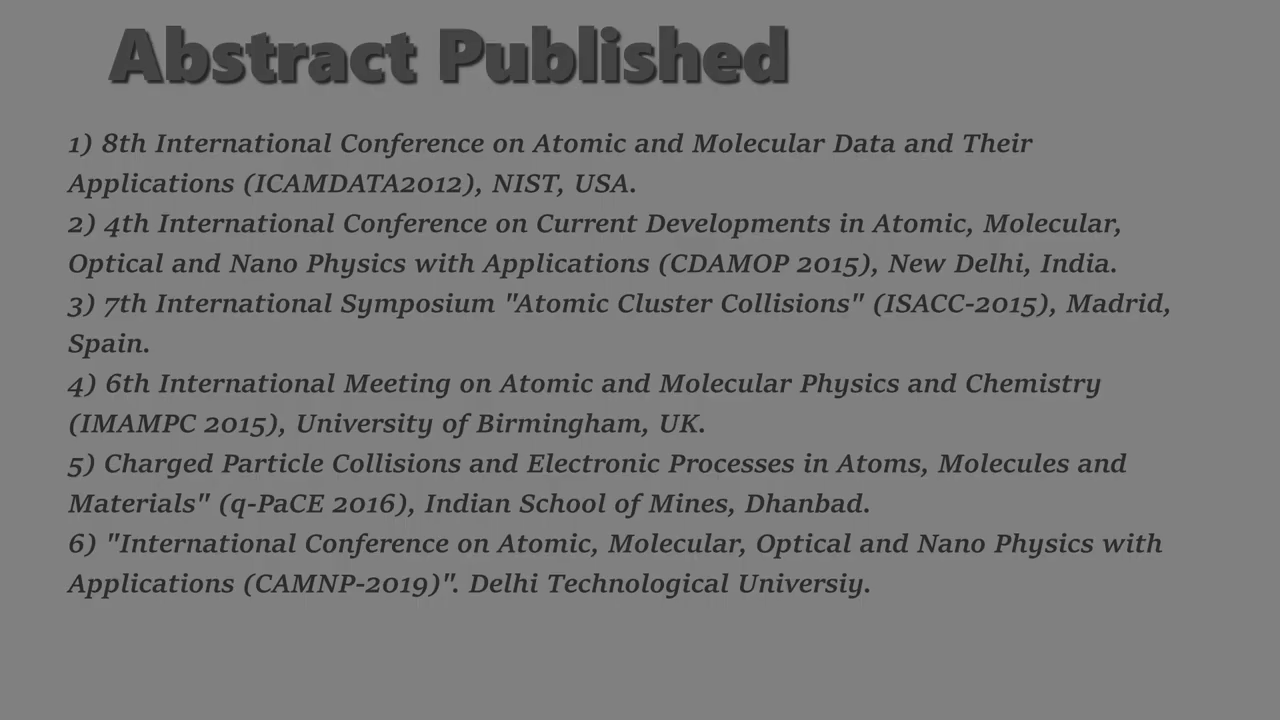 Abstract Published
1) 8th International Conference on Atomic and Molecular Data and Their
Applications (ICAMDATA2012), NIST, USA.
2) 4th International Conference on Current Developments in Atomic, Molecular,
Optical and Nano Physics with Applications (CDAMOP 2015), New Delhi, India.
3) 7th International Symposium "Atomic Cluster Collisions" (ISACC-2015), Madrid,
Spain.
4) 6th International Meeting on Atomic and Molecular Physics and Chemistry
(IMAMPC 2015), University of Birmingham, UK.
5) Charged Particle Collisions and Electronic Processes in Atoms, Molecules and
Materials" (q-PaCE 2016), Indian School of Mines, Dhanbad.
6) "International Conference on Atomic, Molecular, Optical and Nano Physics with
Applications (CAMNP-2019)". Delhi Technological Universiy.